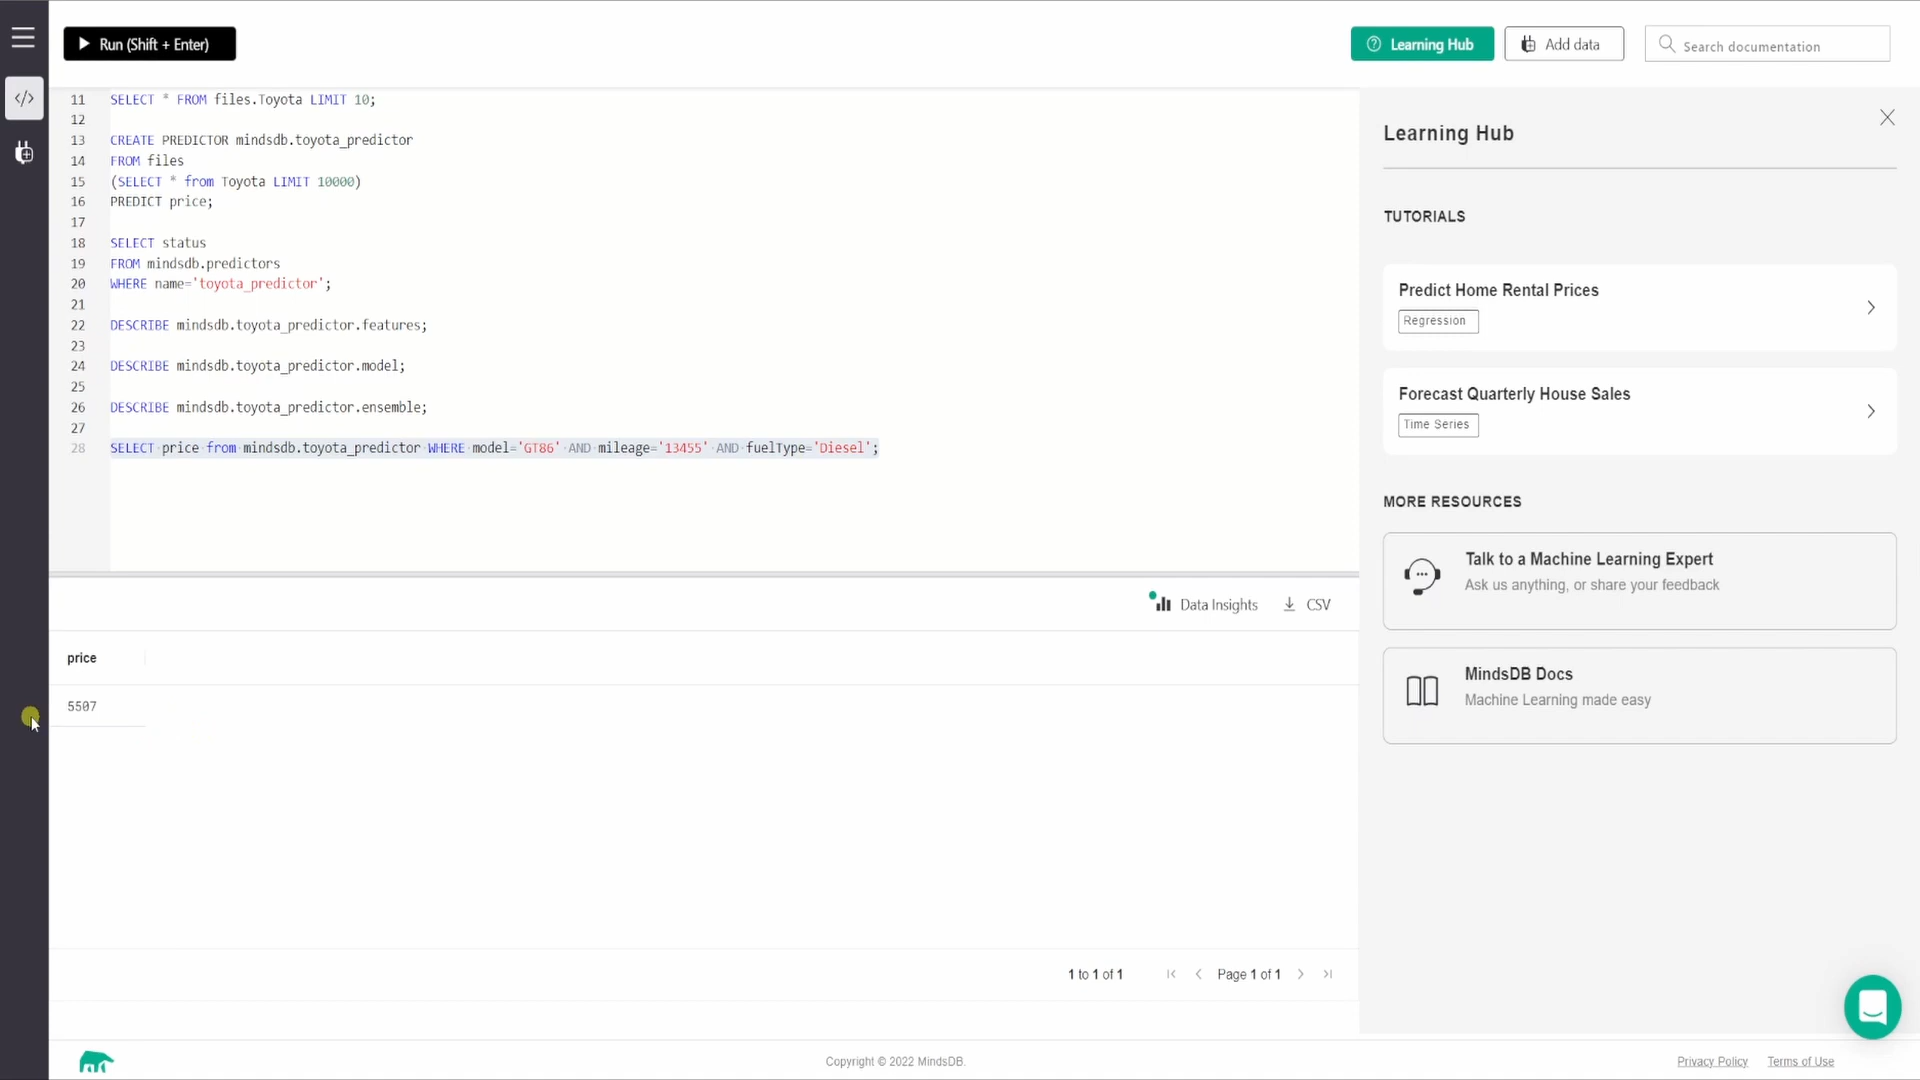 Run (Shift + Enter)
Learning Hub
Add data
Search documentation
11 SELECT * FROM files.Toyota LIMIT 10;
12
13 CREATE PREDICTOR mindsdb.toyota_predictor
14 FROM files
15 (SELECT * from Toyota LIMIT 10000)
16 PREDICT price;
17
18 SELECT status
19 FROM mindsdb.predictors
20 WHERE name='toyota_predictor';
21
22 DESCRIBE mindsdb.toyota_predictor.features;
23
24 DESCRIBE mindsdb.toyota_predictor.model;
25
26 DESCRIBE mindsdb.toyota_predictor.ensemble;
27
28 SELECT price from mindsdb.toyota_predictor WHERE model='GT86' AND mileage='13455' AND fuelType='Diesel';
Data Insights
CSV
price
5507
1 to 1 of 1
Page 1 of 1
Learning Hub
TUTORIALS
Predict Home Rental Prices
Regression
Forecast Quarterly House Sales
Time Series
MORE RESOURCES
Talk to a Machine Learning Expert
Ask us anything, or share your feedback
MindsDB Docs
Machine Learning made easy
Copyright © 2022 MindsDB.
Privacy Policy
Terms of Use